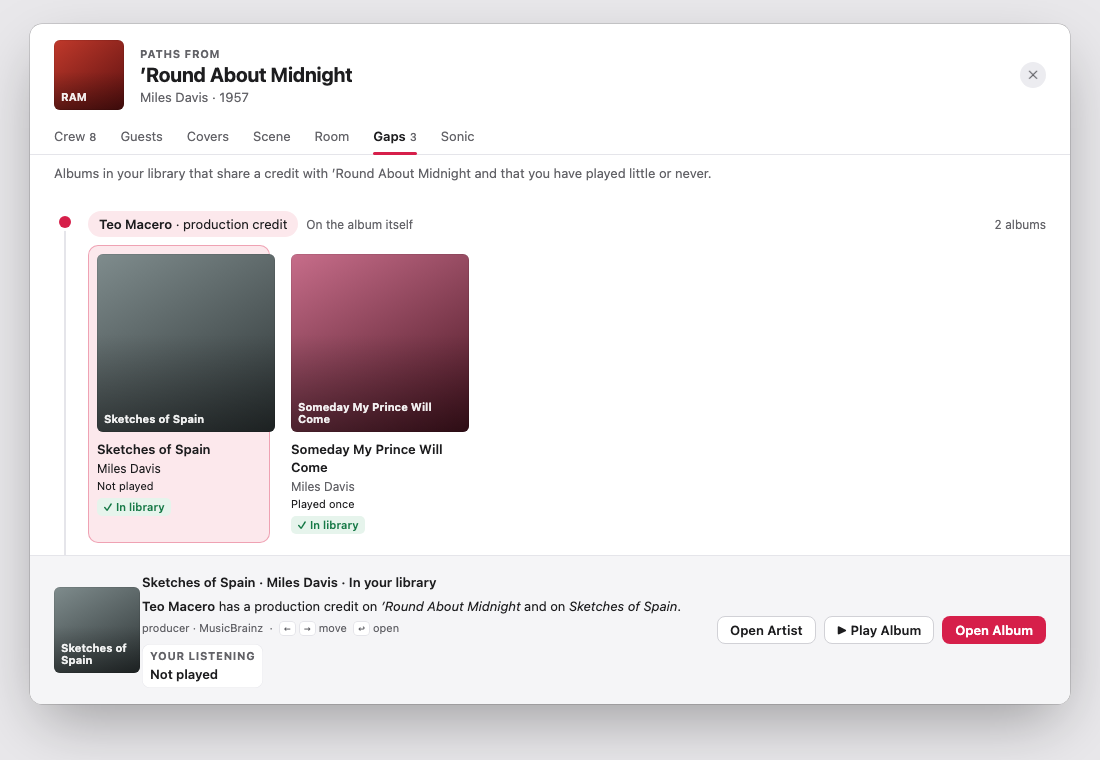 RAM
PATHS FROM
’Round About Midnight
Miles Davis · 1957
Crew 8 Guests Covers Scene Room Gaps 3 Sonic
Albums in your library that share a credit with ’Round About Midnight and that you have played little or never.
Teo Macero · production credit On the album itself 2 albums
Sketches of Spain
Sketches of Spain
Miles Davis
Not played
✓ In library
Someday My Prince Will
Come
Someday My Prince Will
Come
Miles Davis
Played once
✓ In library
Sketches of
Spain
Sketches of Spain · Miles Davis · In your library
Teo Macero has a production credit on ’Round About Midnight and on Sketches of Spain.
producer · MusicBrainz · ← → move ↩ open
YOUR LISTENING
Not played
Open Artist
▶ Play Album
Open Album